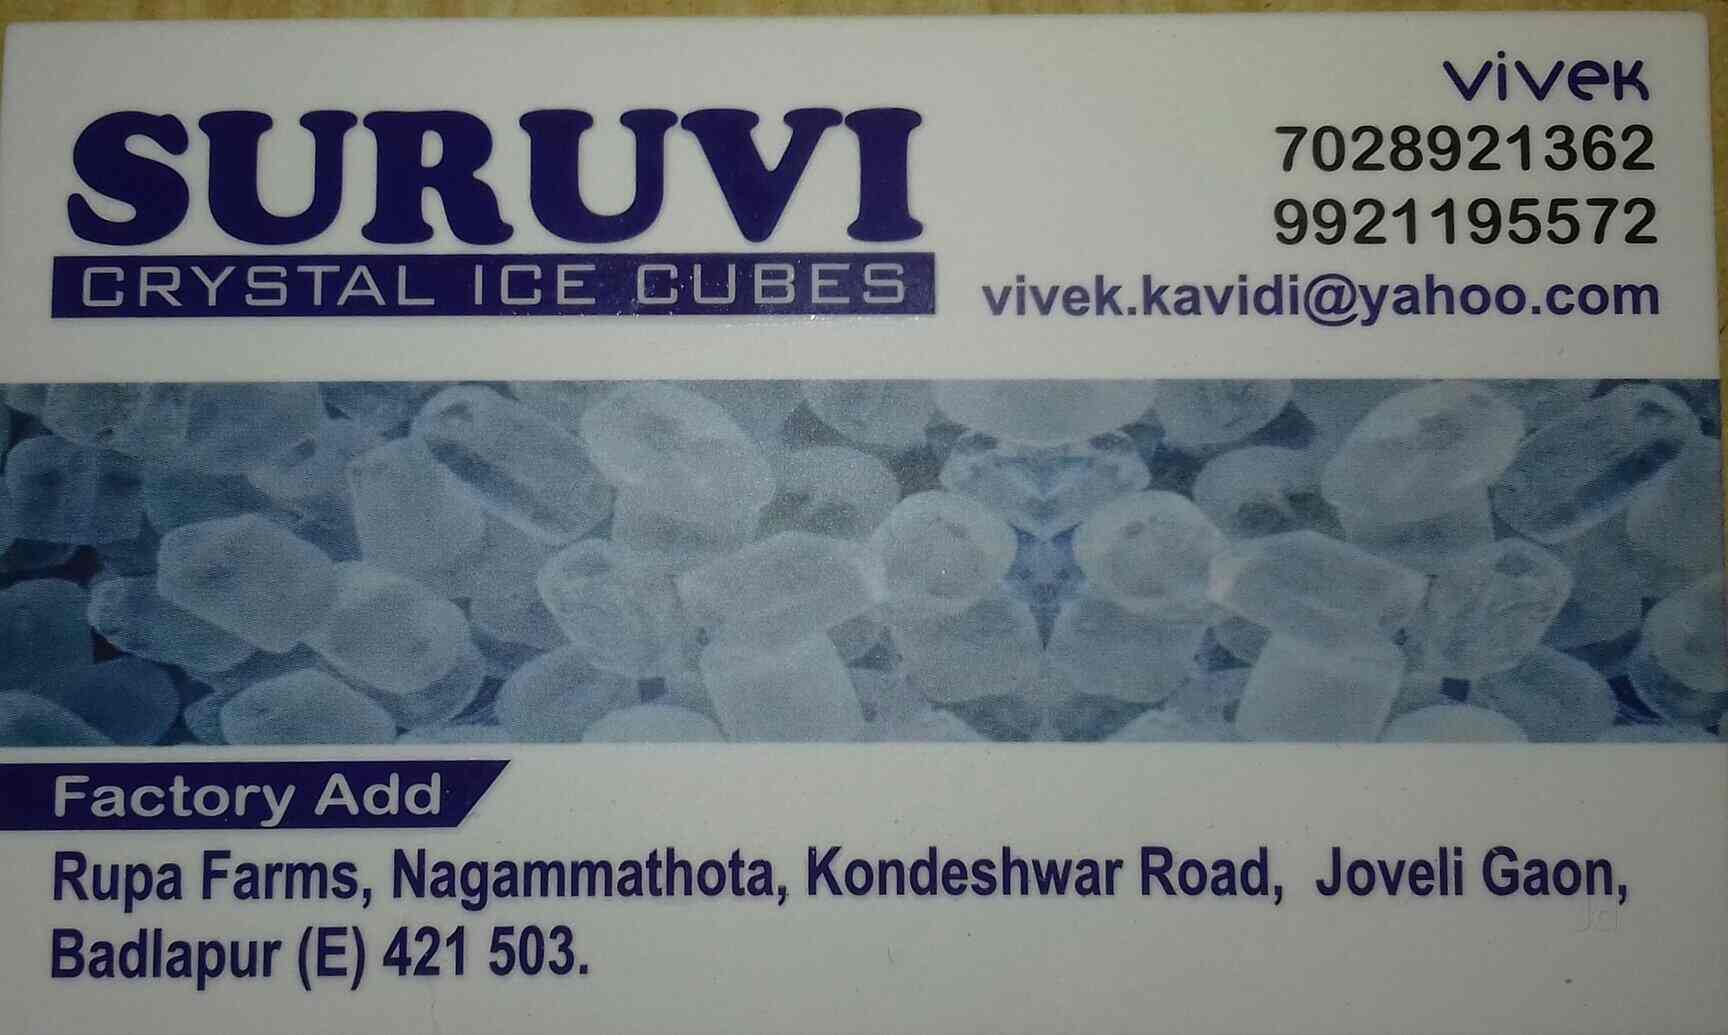 SURUVI
CRYSTAL ICE CUBES
vivek
7028921362
9921195572
vivek.kavidi@yahoo.com
Factory Add
Rupa Farms, Nagammathota, Kondeshwar Road, Joveli Gaon,
Badlapur (E) 421 503.
Jd